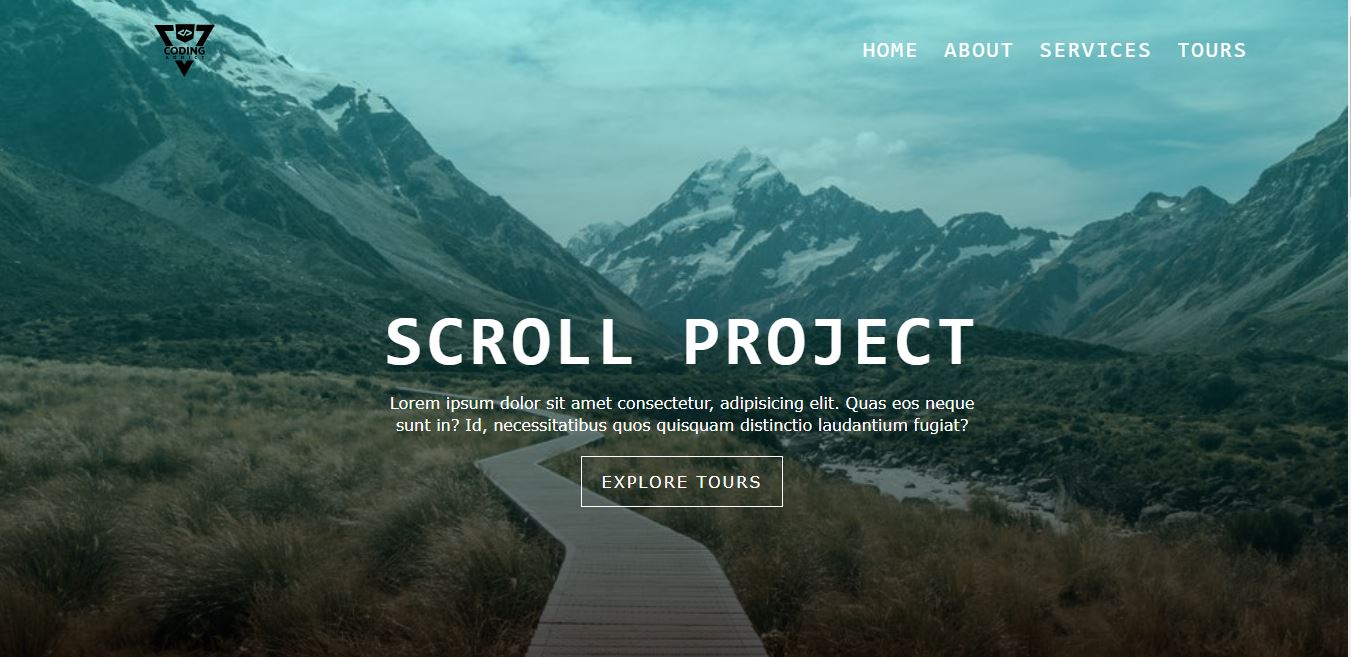 </>
CODING
ADDICT
HOME ABOUT SERVICES TOURS
SCROLL PROJECT
Lorem ipsum dolor sit amet consectetur, adipisicing elit. Quas eos neque
sunt in? Id, necessitatibus quos quisquam distinctio laudantium fugiat?
EXPLORE TOURS